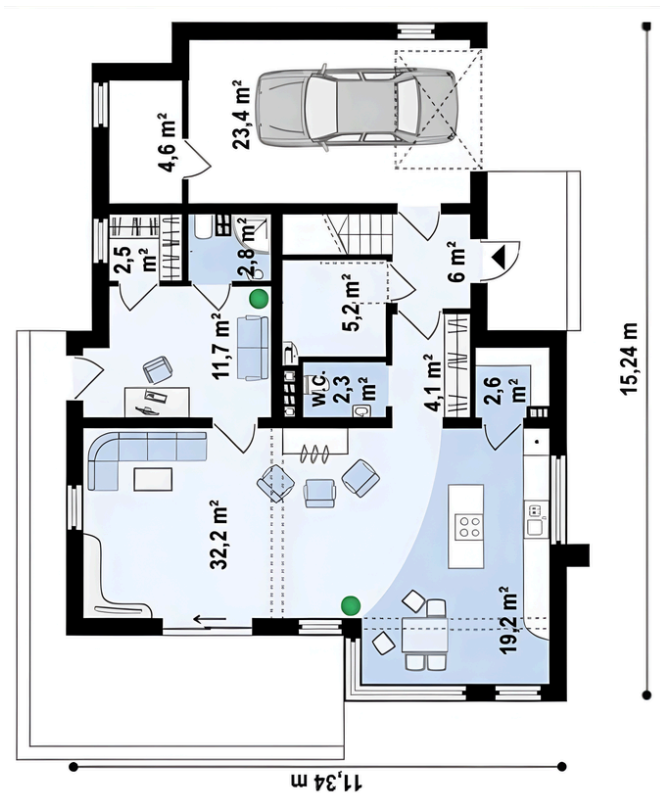 23,4 m²
4,6 m²
2,5 m²
2,8 m²
6 m²
5,2 m²
11,7 m²
W.C.
2,3 m²
4,1 m²
2,6 m²
15,24 m
32,2 m²
19,2 m²
11,34 m